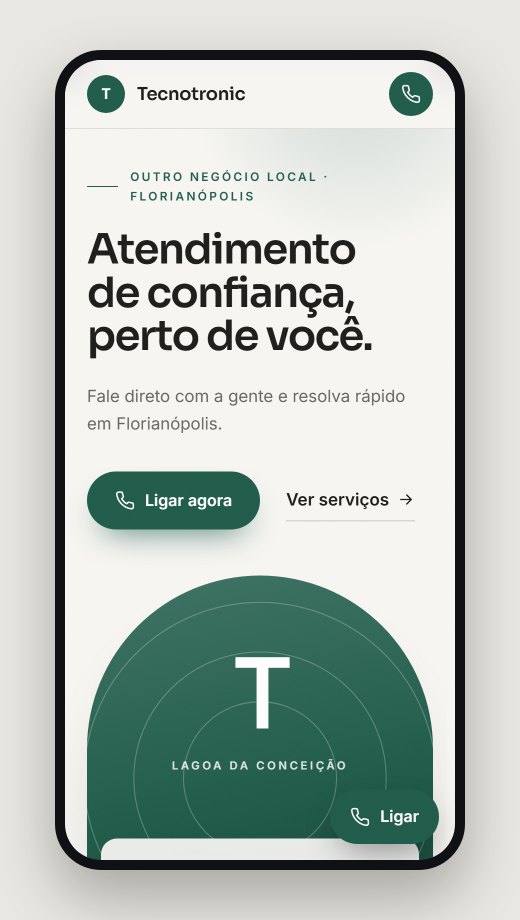 T
Tecnotronic
OUTRO NEGÓCIO LOCAL ·
FLORIANÓPOLIS
Atendimento
de confiança,
perto de você.
Fale direto com a gente e resolva rápido
em Florianópolis.
Ligar agora
Ver serviços →
T
LAGOA DA CONCEIÇÃO
Ligar